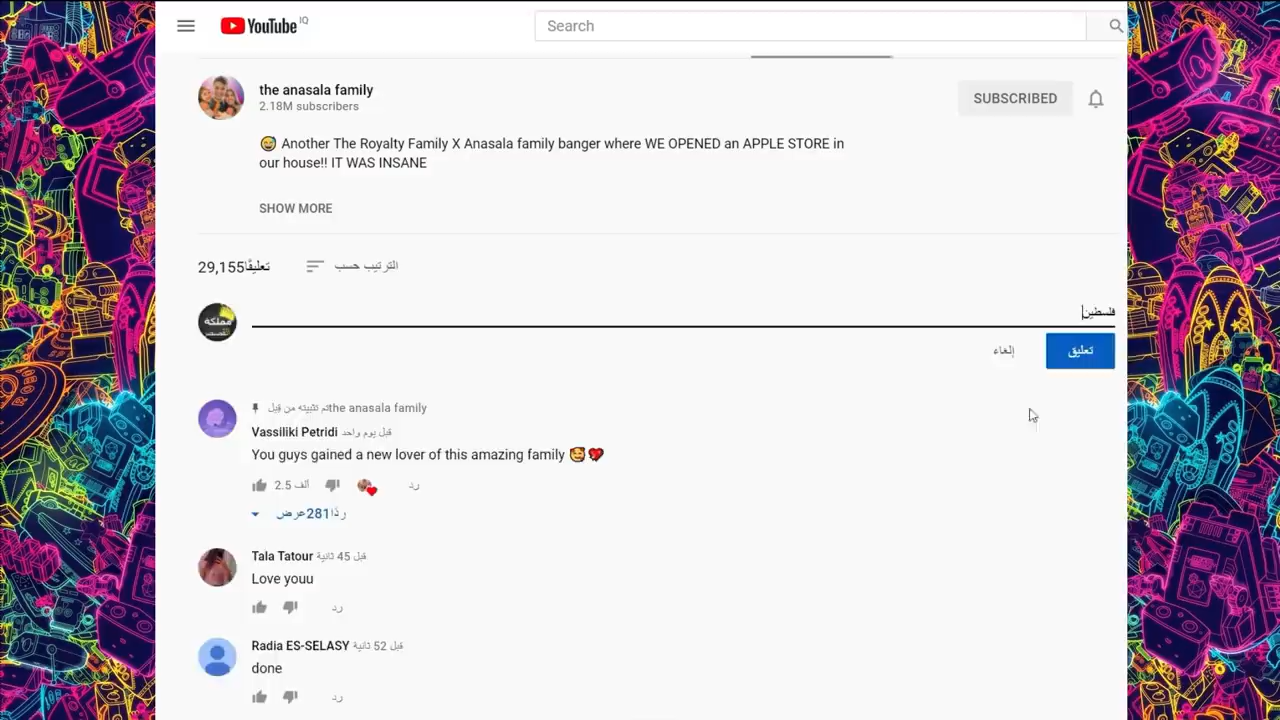 YouTube IQ
Search
the anasala family
2.18M subscribers
SUBSCRIBED
😅 Another The Royalty Family X Anasala family banger where WE OPENED an APPLE STORE in
our house!! IT WAS INSANE
SHOW MORE
29,155 تعليقًا
الترتيب حسب
مملكة
القصص
فلسطين
إلغاء
تعليق
تم تثبيته من قِبل the anasala family
Vassiliki Petridi قبل يوم واحد
You guys gained a new lover of this amazing family 🥰💖
2.5 ألف
رد
عرض 281 ردًا
Tala Tatour قبل 45 ثانية
Love youu
رد
Radia ES-SELASY قبل 52 ثانية
done
رد